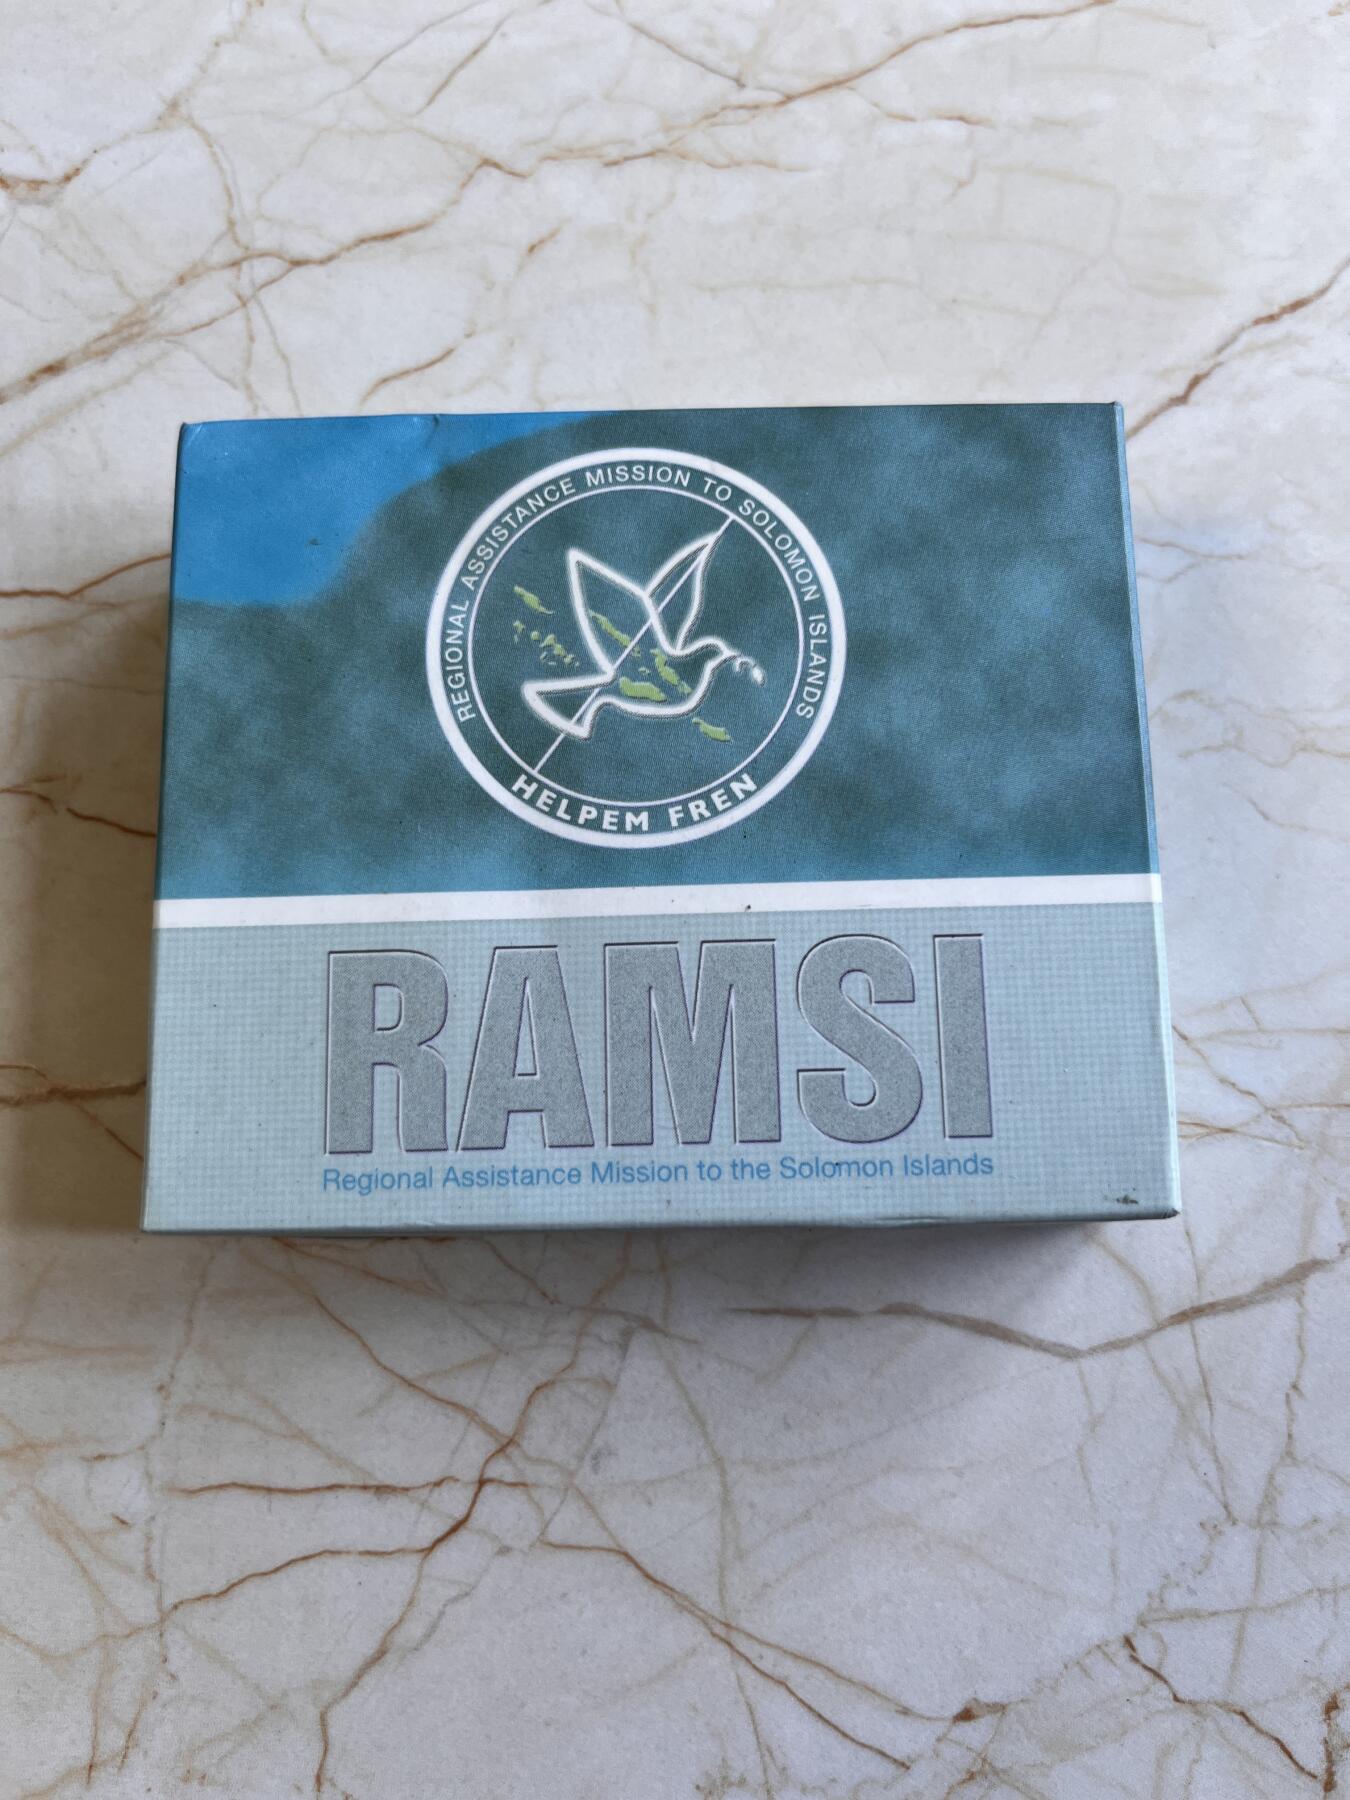 REGIONAL ASSISTANCE MISSION TO SOLOMON ISLANDS
HELPEM FREN
RAMSI
Regional Assistance Mission to the Solomon Islands